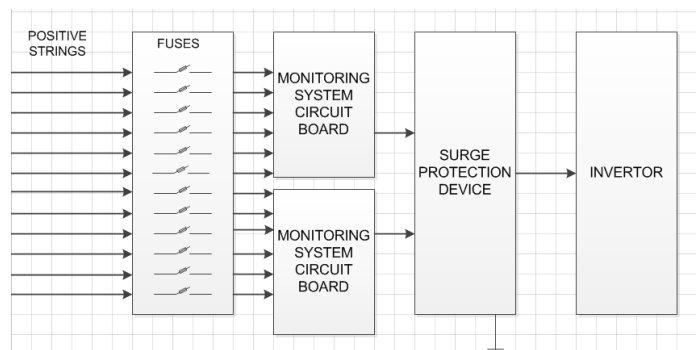 POSITIVE
STRINGS
FUSES
MONITORING
SYSTEM
CIRCUIT
BOARD
MONITORING
SYSTEM
CIRCUIT
BOARD
SURGE
PROTECTION
DEVICE
INVERTOR